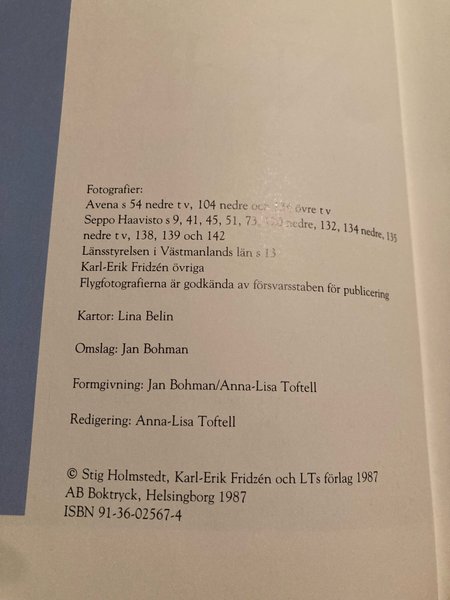 Fotografier:
Avena s 54 nedre t v, 104 nedre och övre t v
Seppo Haavisto s 9, 41, 45, 51, 73, nedre, 132, 134 nedre, 135
nedre t v, 138, 139 och 142
Länsstyrelsen i Västmanlands län s 13
Karl-Erik Fridzén övriga
Flygfotografierna är godkända av försvarsstaben för publicering
Kartor: Lina Belin
Omslag: Jan Bohman
Formgivning: Jan Bohman/Anna-Lisa Toftell
Redigering: Anna-Lisa Toftell
© Stig Holmstedt, Karl-Erik Fridzén och LTs förlag 1987
AB Boktryck, Helsingborg 1987
ISBN 91-36-02567-4